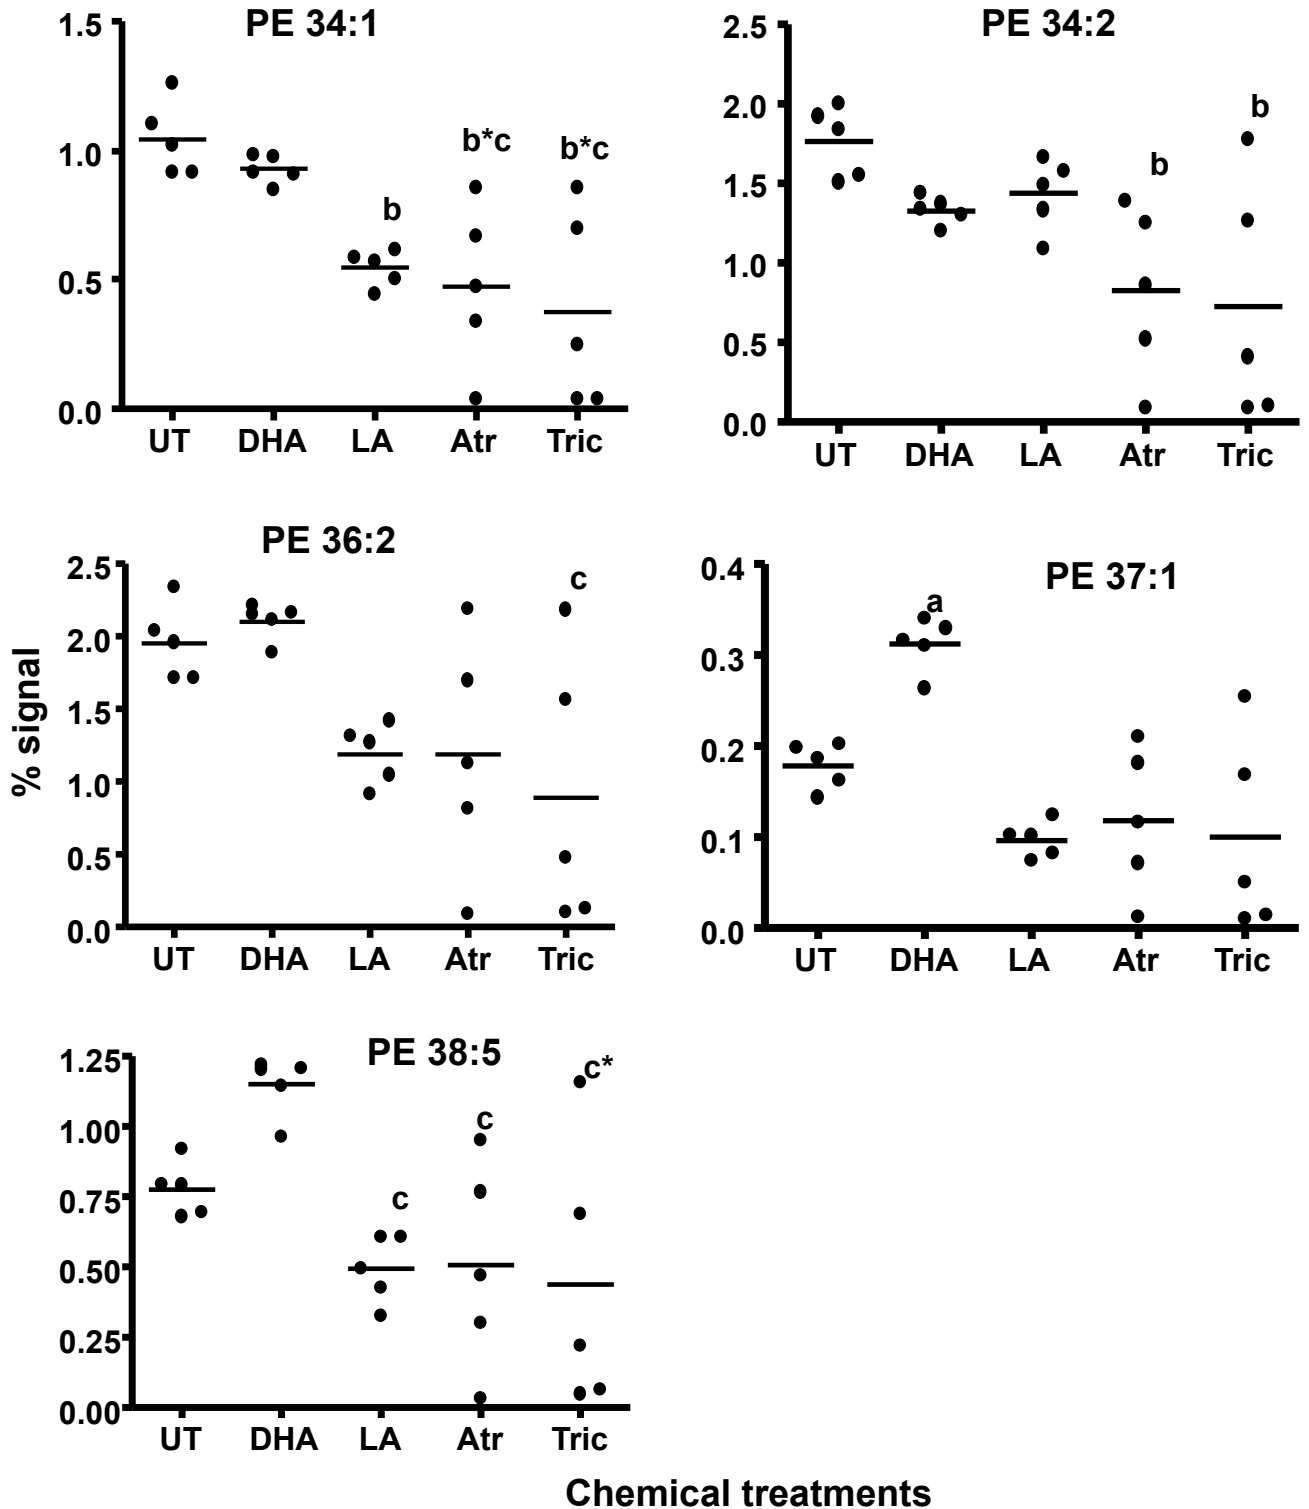 PE 34:1
1.5
1.0
0.5
0.0
b
b*c
b*c
UT DHA LA Atr Tric
PE 34:2
2.5
2.0
1.5
1.0
0.5
0.0
b
b
UT DHA LA Atr Tric
% signal
PE 36:2
2.5
2.0
1.5
1.0
0.5
0.0
c
UT DHA LA Atr Tric
PE 37:1
0.4
0.3
0.2
0.1
0.0
a
UT DHA LA Atr Tric
PE 38:5
1.25
1.00
0.75
0.50
0.25
0.00
c
c
c*
UT DHA LA Atr Tric
Chemical treatments